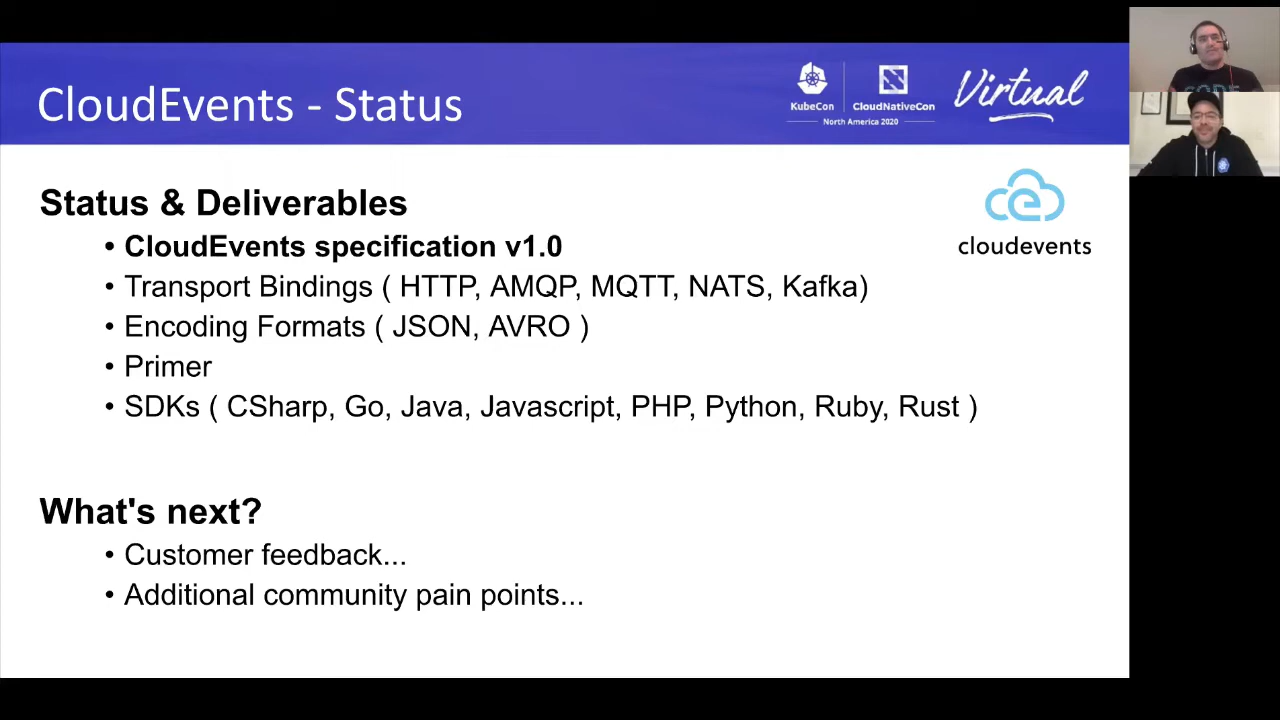 CloudEvents - Status
KubeCon
CloudNativeCon
North America 2020
Virtual
cloudevents
Status & Deliverables
• CloudEvents specification v1.0
• Transport Bindings ( HTTP, AMQP, MQTT, NATS, Kafka)
• Encoding Formats ( JSON, AVRO )
• Primer
• SDKs ( CSharp, Go, Java, Javascript, PHP, Python, Ruby, Rust )
What's next?
• Customer feedback...
• Additional community pain points...